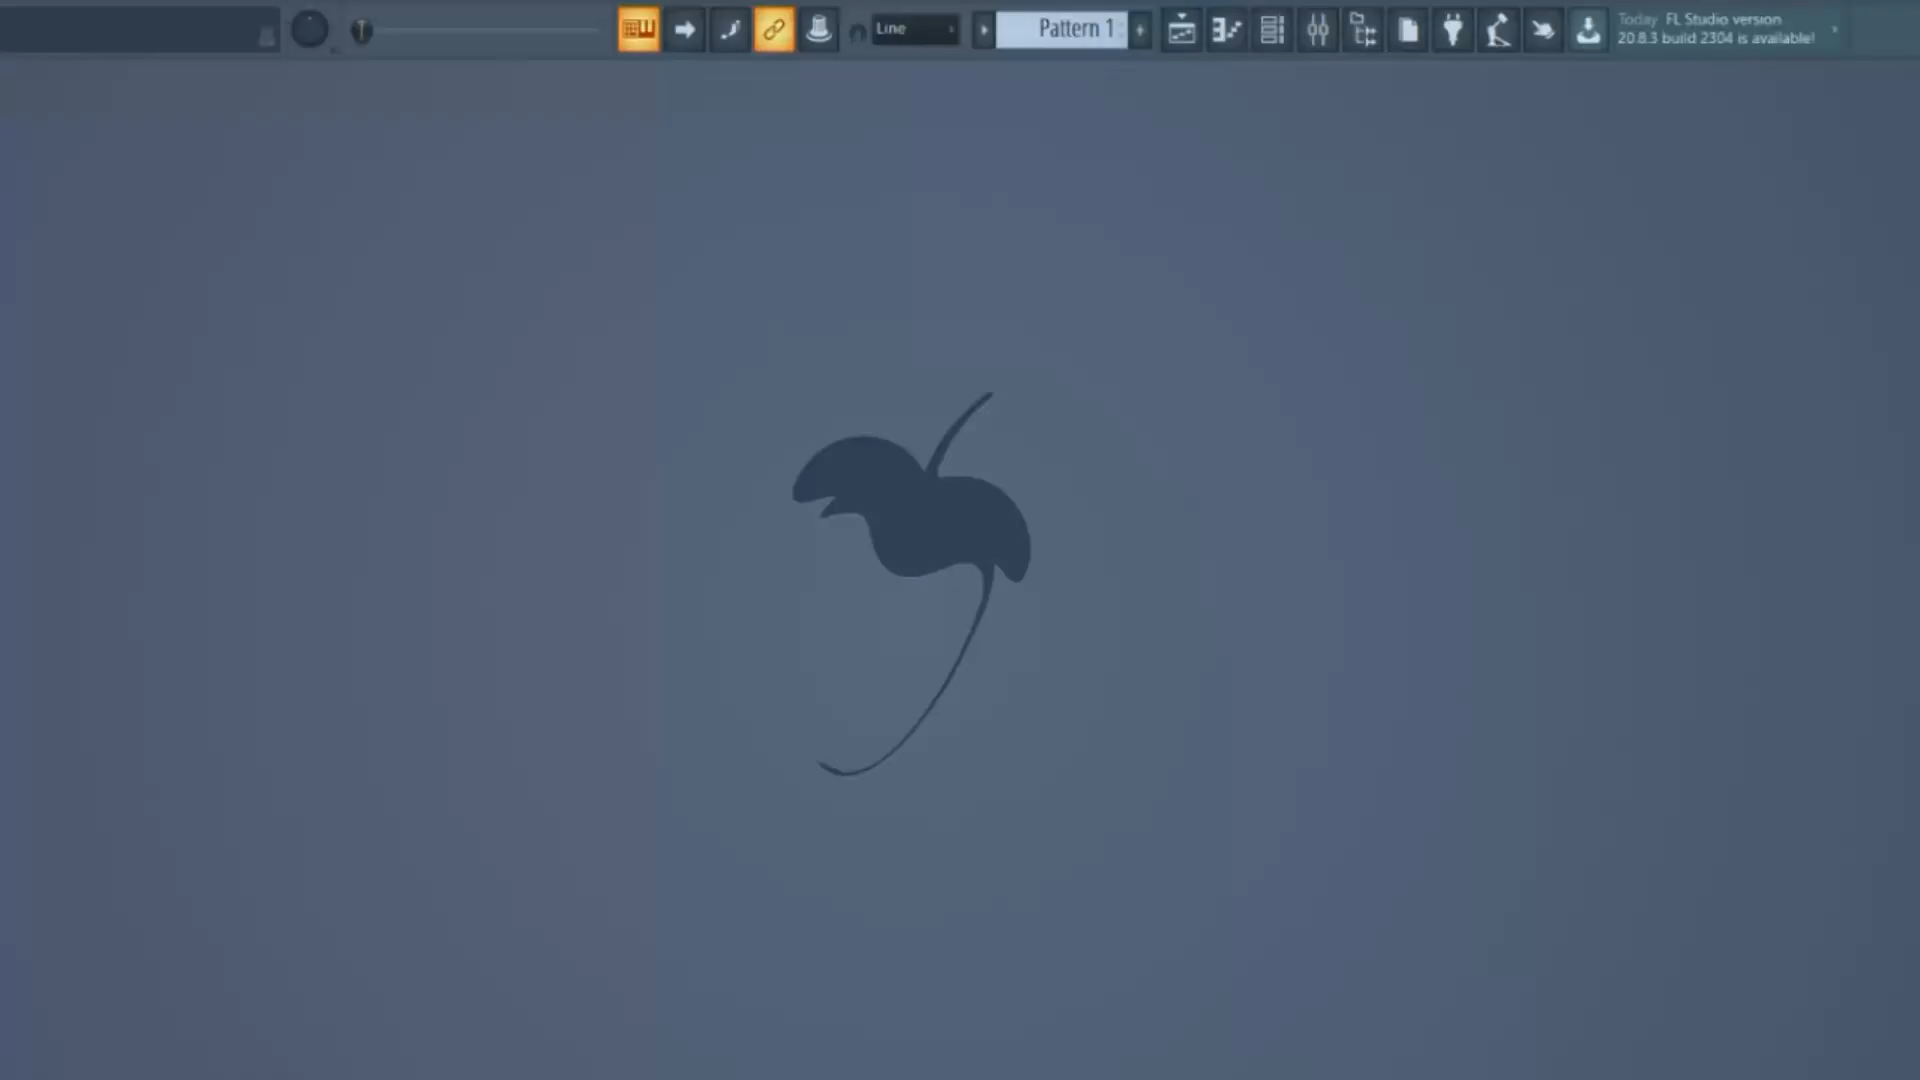 Line
Pattern 1
Today FL Studio version
20.8.3 build 2304 is available!